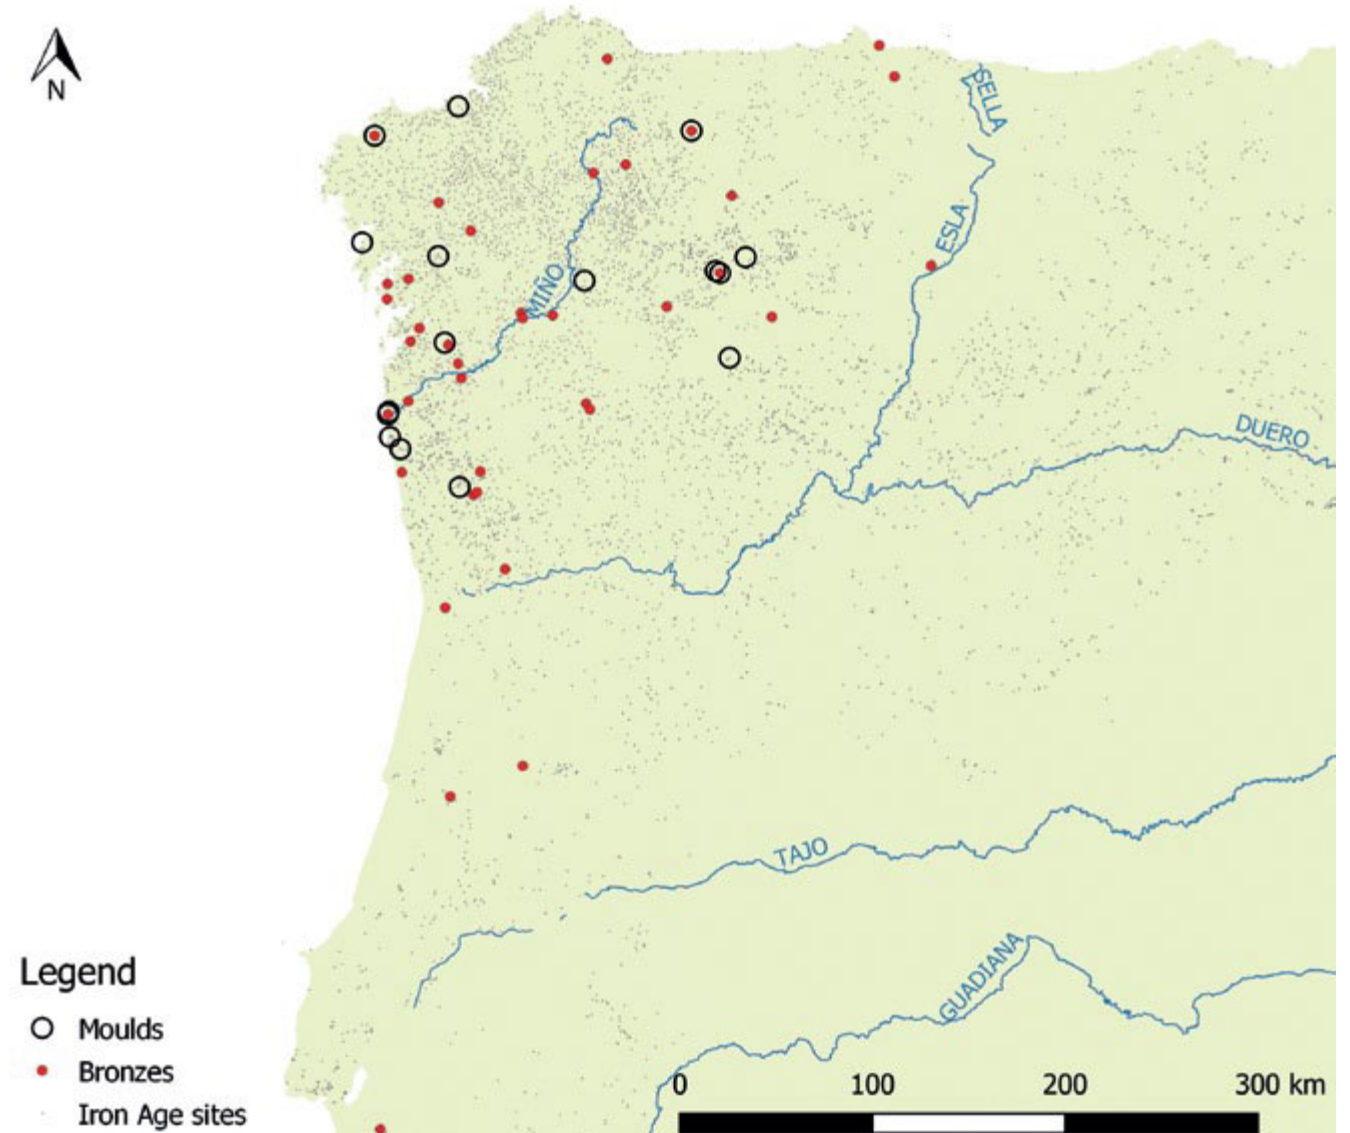 N
SELLA
ESLA
MIÑO
DUERO
TAJO
GUADIANA
Legend
Moulds
Bronzes
Iron Age sites
0 100 200 300 km